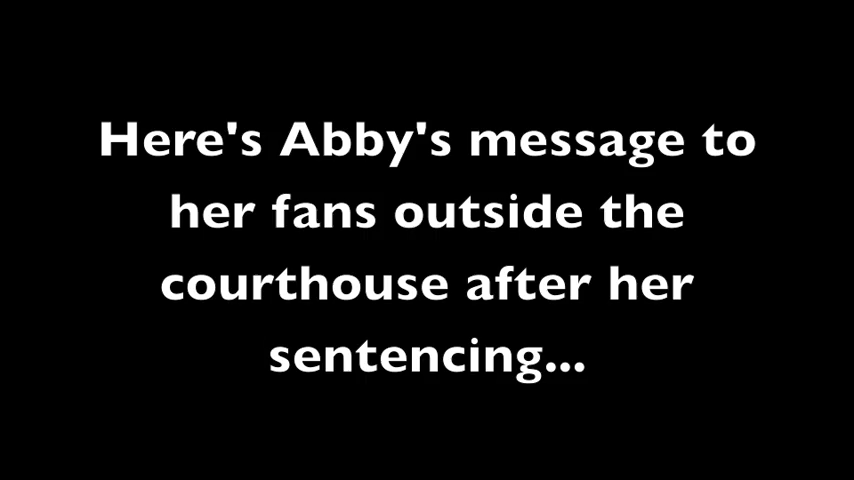 Here's Abby's message to
her fans outside the
courthouse after her
sentencing...